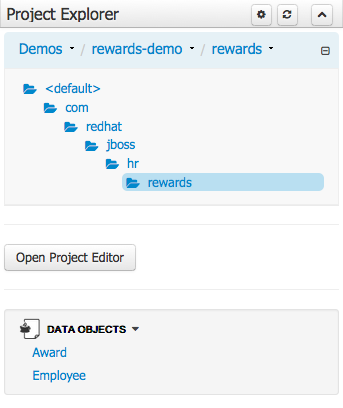 Project Explorer
Demos / rewards-demo / rewards
<default>
com
redhat
jboss
hr
rewards
Open Project Editor
DATA OBJECTS
Award
Employee